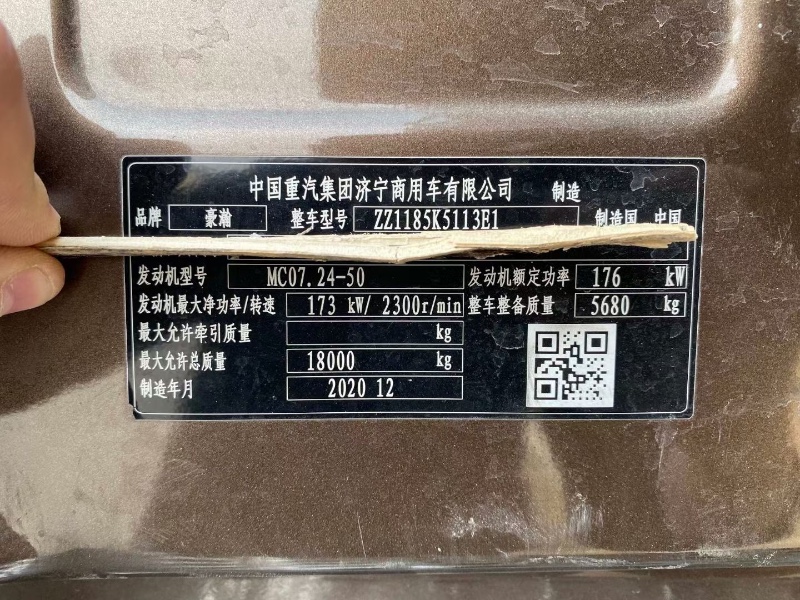 中国重汽集团济宁商用车有限公司 制造
品牌 豪瀚 整车型号 ZZ1185K5113E1 制造国 中国
发动机型号 MC07.24-50 发动机额定功率 176 kW
发动机最大净功率/转速 173 kW/ 2300r/min 整车整备质量 5680 kg
最大允许牵引质量 kg
最大允许总质量 18000 kg
制造年月 2020 12